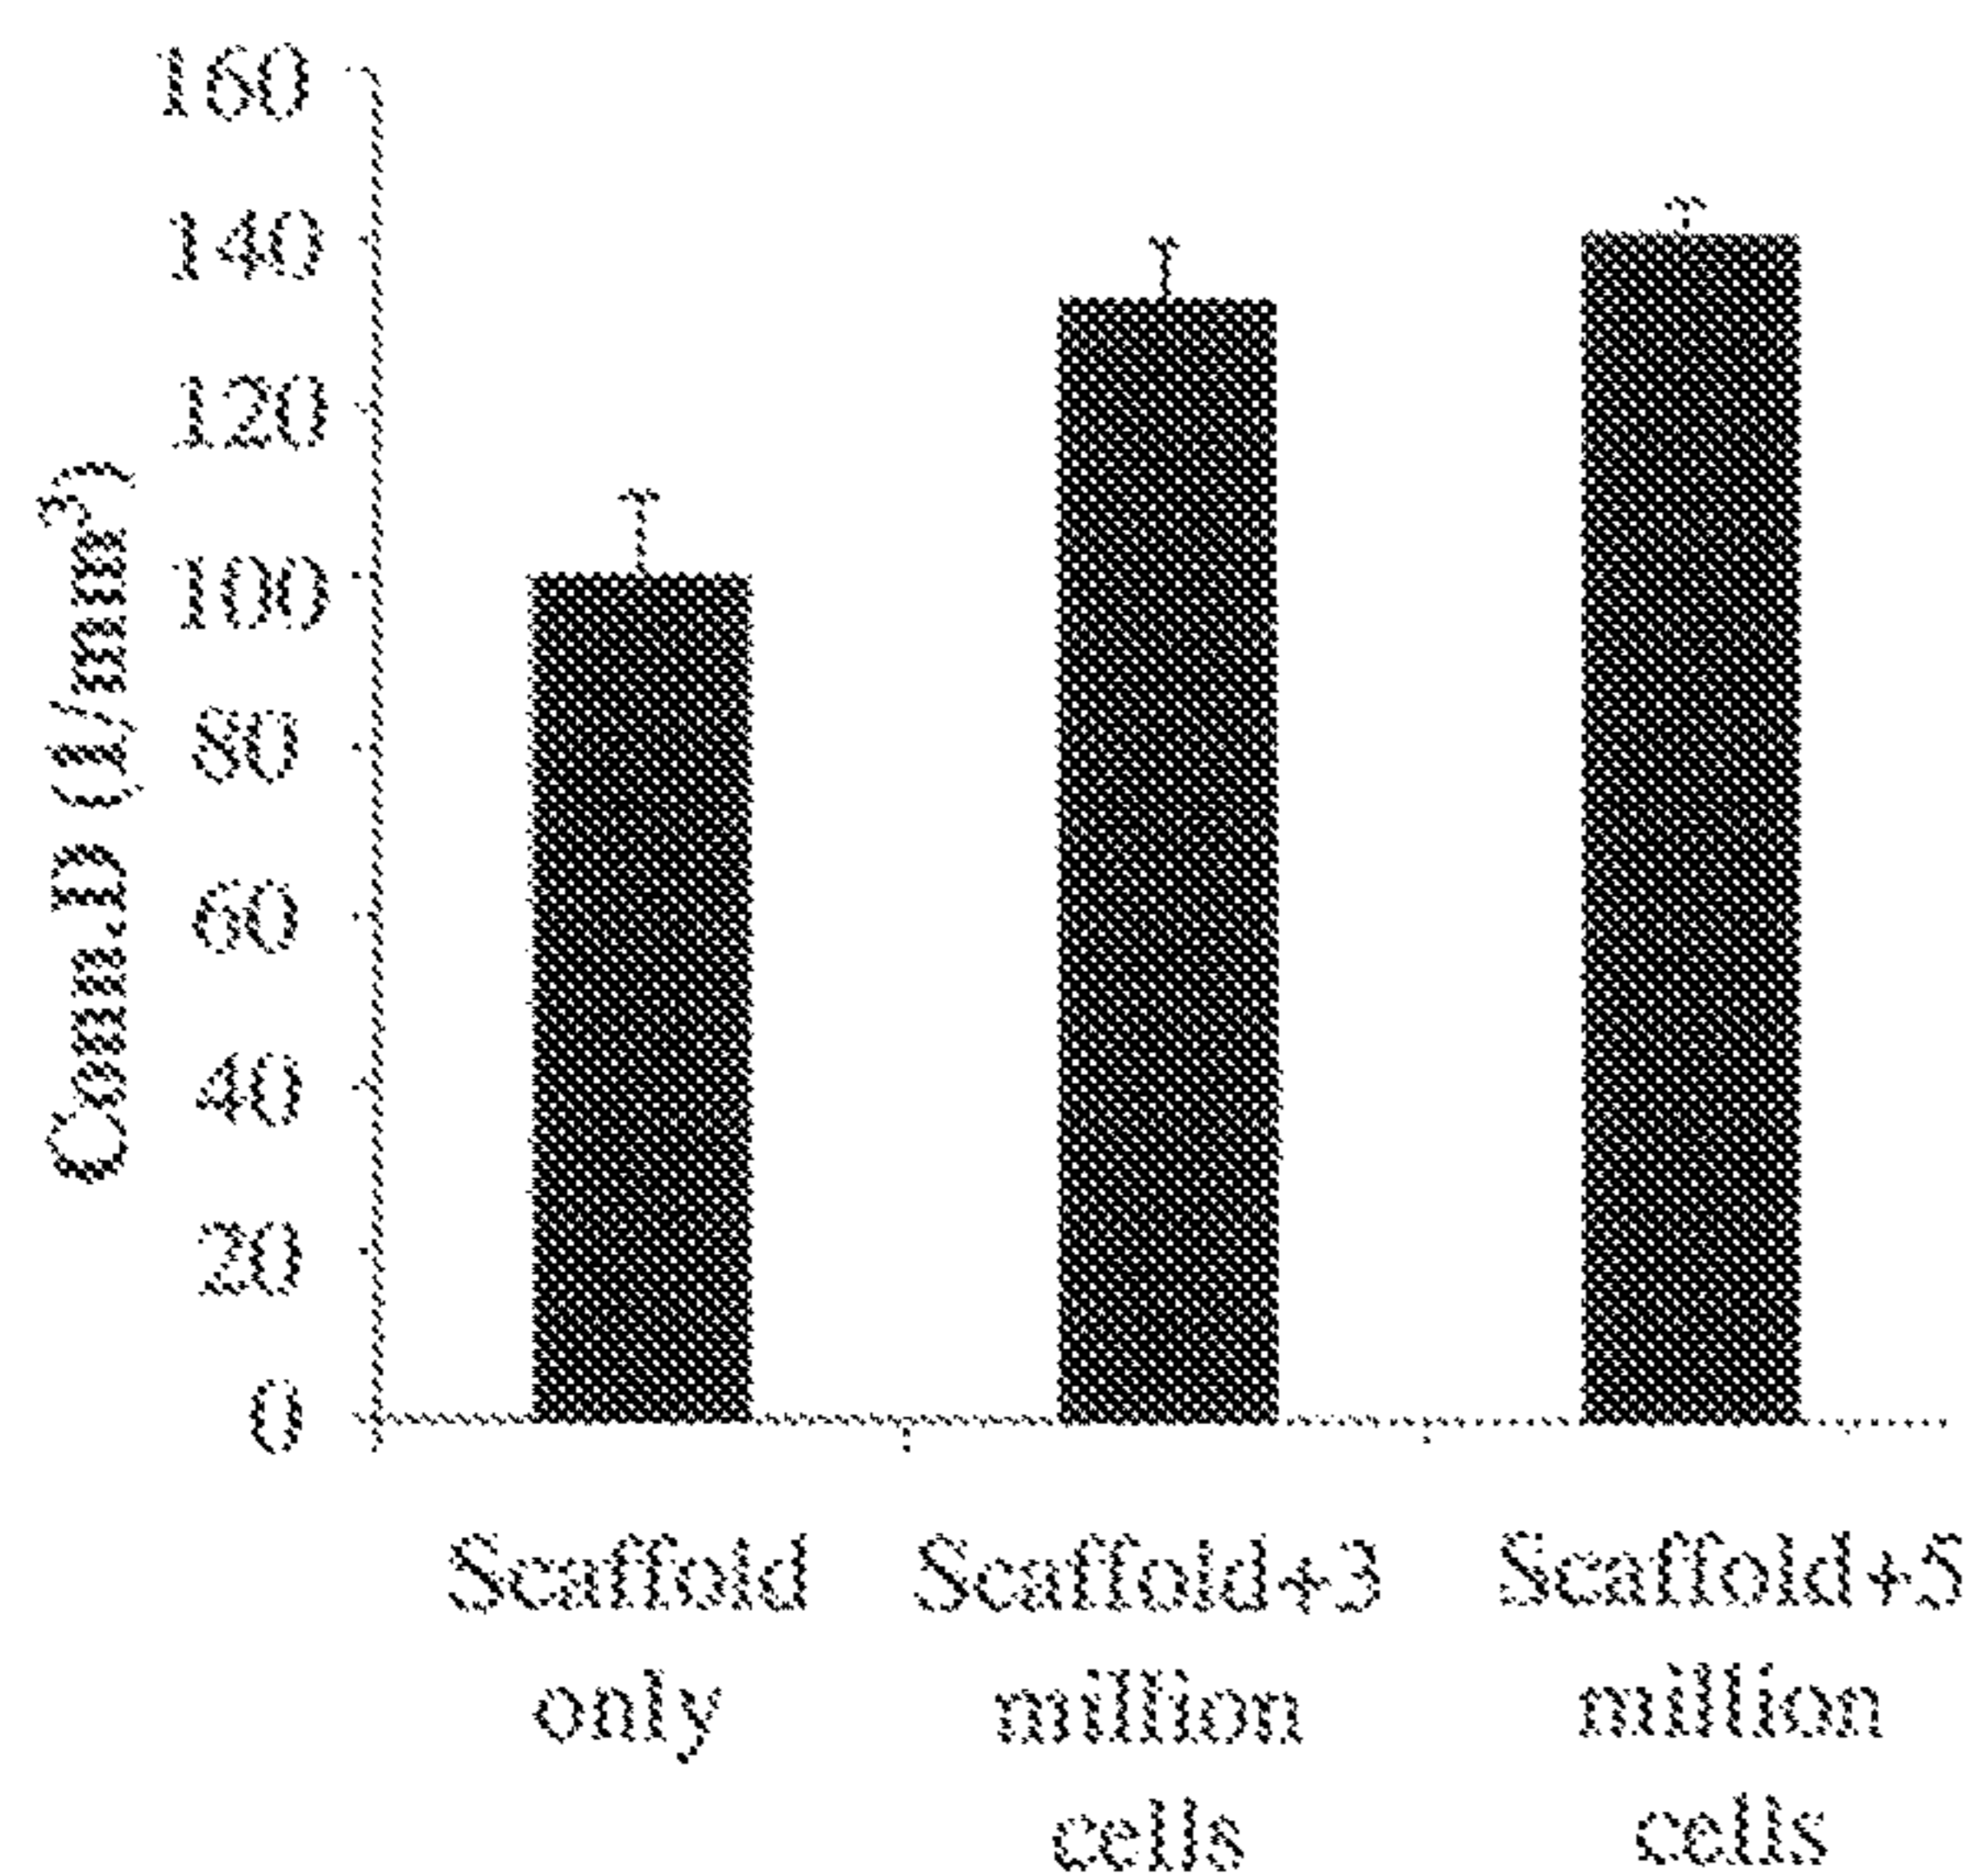 160
140
120
100
80
60
40
20
0
Conn.D (1/mm³)
Scaffold only
Scaffold+3 million cells
Scaffold+5 million cells